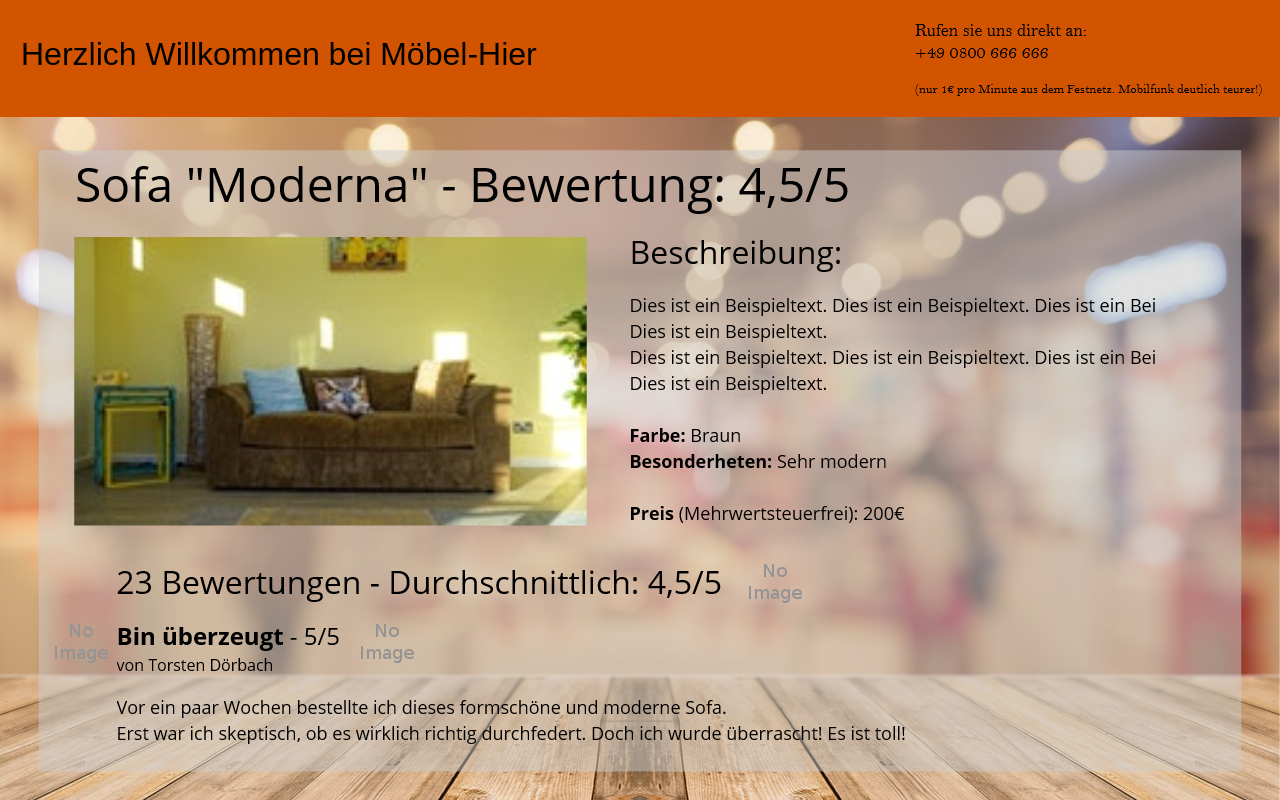 Herzlich Willkommen bei Möbel-Hier
Rufen sie uns direkt an:
+49 0800 666 666
(nur 1€ pro Minute aus dem Festnetz. Mobilfunk deutlich teurer!)
Sofa "Moderna" - Bewertung: 4,5/5
Beschreibung:
Dies ist ein Beispieltext. Dies ist ein Beispieltext. Dies ist ein Bei
Dies ist ein Beispieltext.
Dies ist ein Beispieltext. Dies ist ein Beispieltext. Dies ist ein Bei
Dies ist ein Beispieltext.
Farbe: Braun
Besonderheten: Sehr modern
Preis (Mehrwertsteuerfrei): 200€
23 Bewertungen - Durchschnittlich: 4,5/5
No
Image
No
Image
Bin überzeugt - 5/5
No
Image
von Torsten Dörbach
Vor ein paar Wochen bestellte ich dieses formschöne und moderne Sofa.
Erst war ich skeptisch, ob es wirklich richtig durchfedert. Doch ich wurde überrascht! Es ist toll!